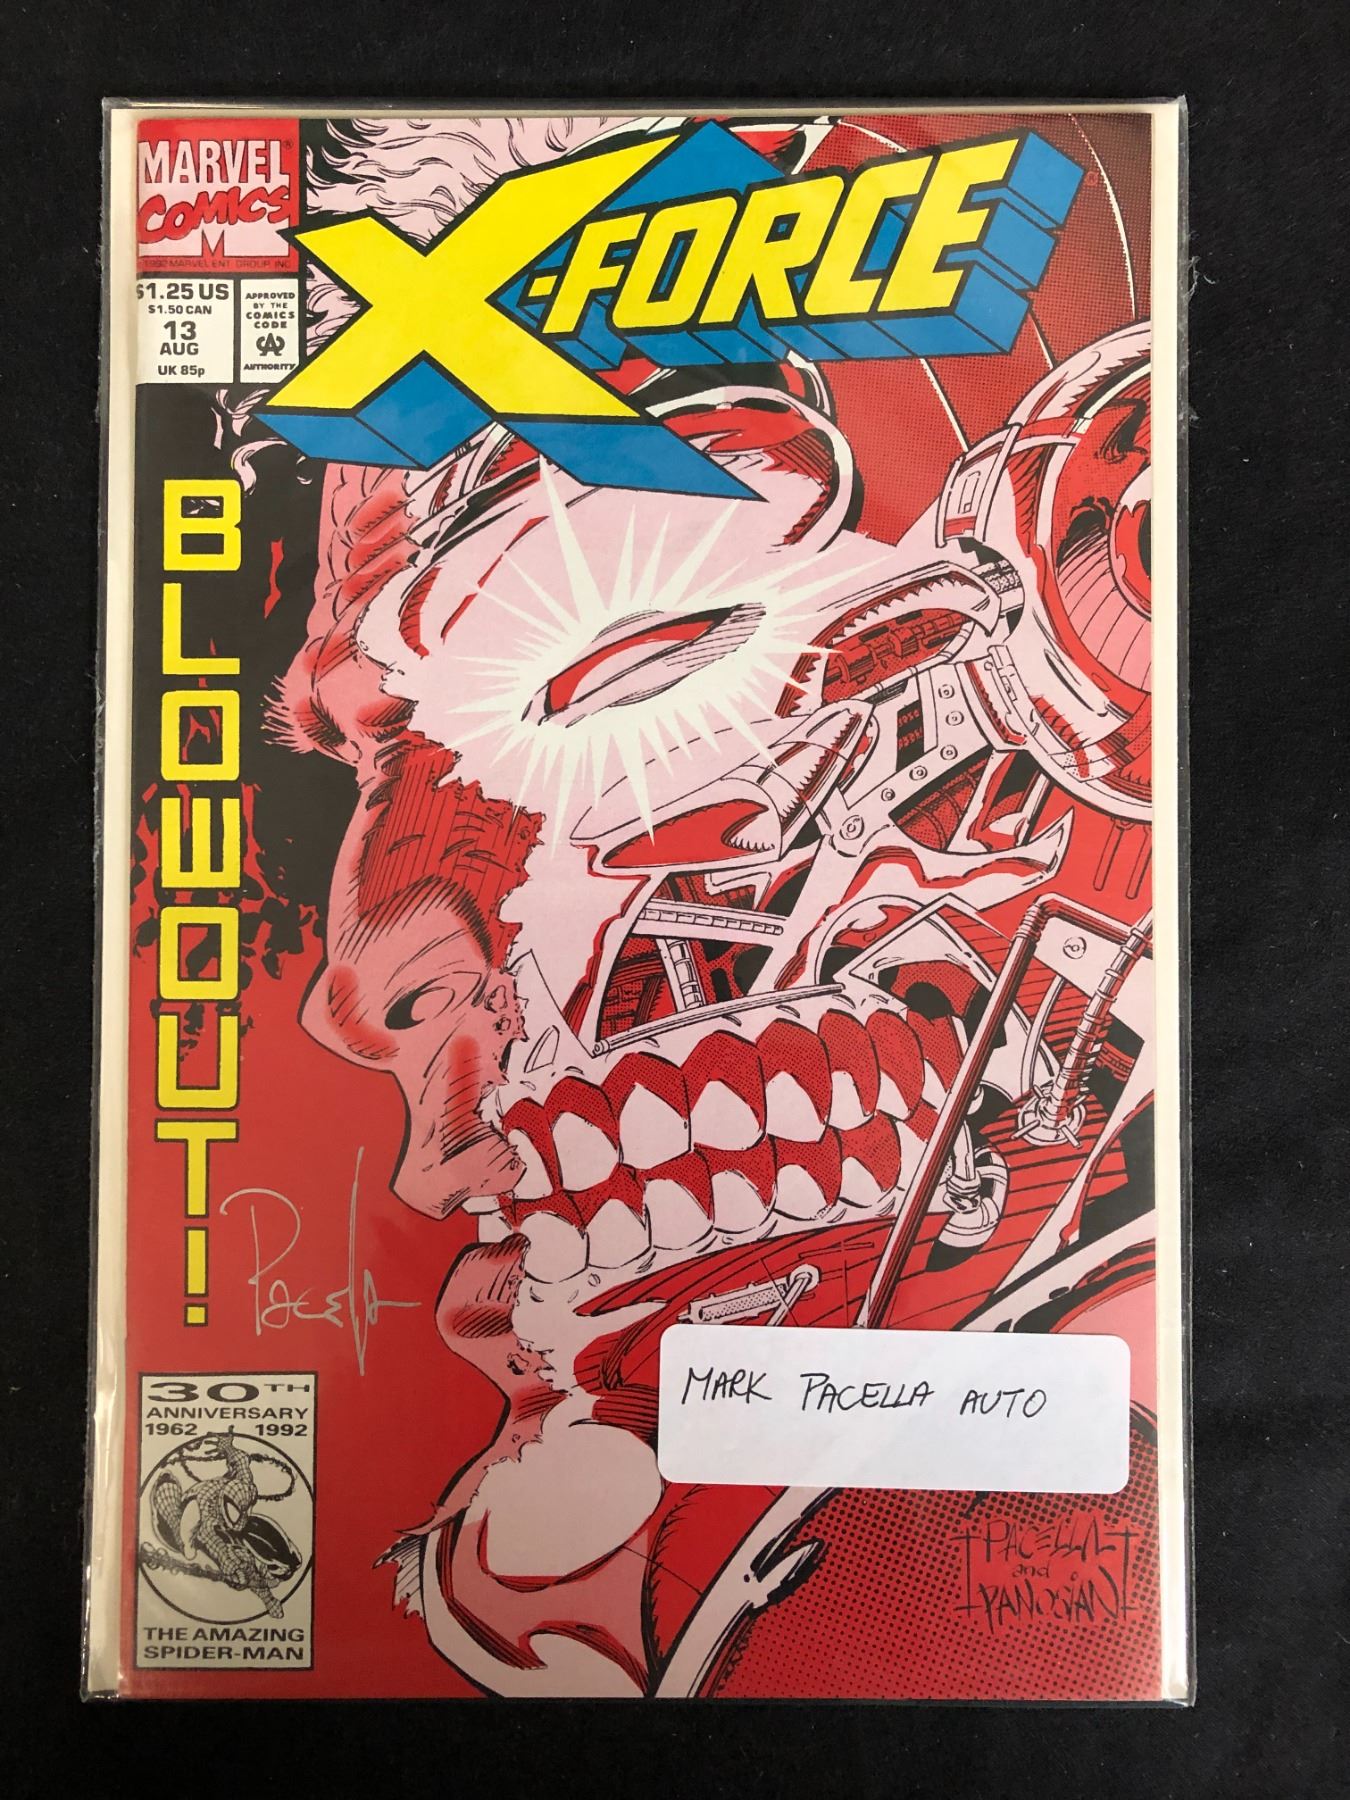 MARVEL®
COMICS
M
1992 MARVEL ENT. GROUP, INC.
$1.25 US
$1.50 CAN
13
AUG
UK 85p
APPROVED
BY THE
COMICS
CODE
CA
AUTHORITY
X-FORCE
BLOWOUT!
Pacella
30TH
ANNIVERSARY
1962 1992
THE AMAZING
SPIDER-MAN
MARK PACELLA AUTO
PACELLA
and
PANOSIAN